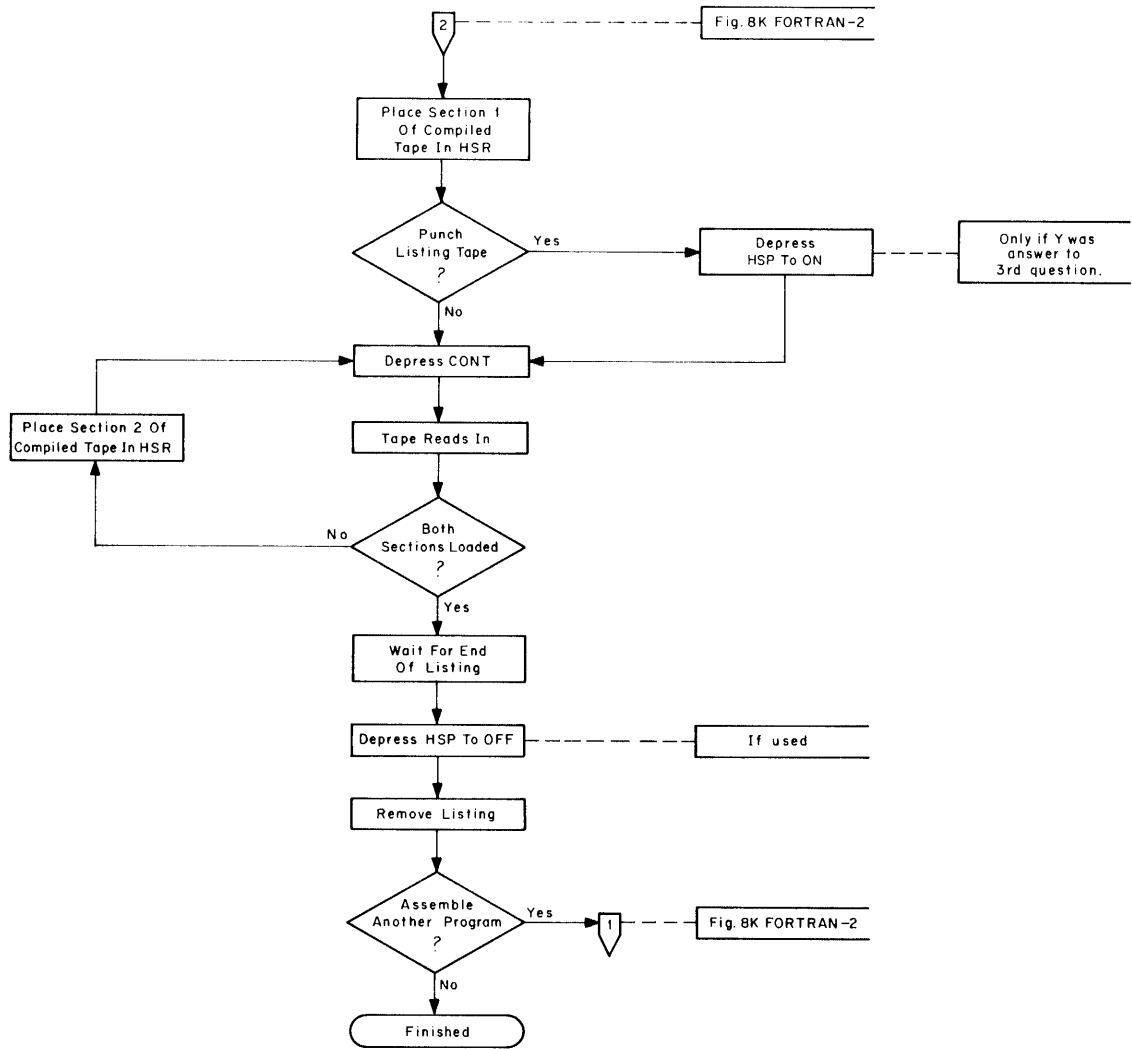 2
Fig. 8K FORTRAN-2
Place Section 1
Of Compiled
Tape In HSR
Punch
Listing Tape
?
Yes
Depress
HSP To ON
Only if Y was
answer to
3rd question.
No
Depress CONT
Place Section 2 Of
Compiled Tape In HSR
Tape Reads In
Both
Sections Loaded
?
No
Yes
Wait For End
Of Listing
Depress HSP To OFF
If used
Remove Listing
Assemble
Another Program
?
Yes
1
Fig. 8K FORTRAN-2
No
Finished